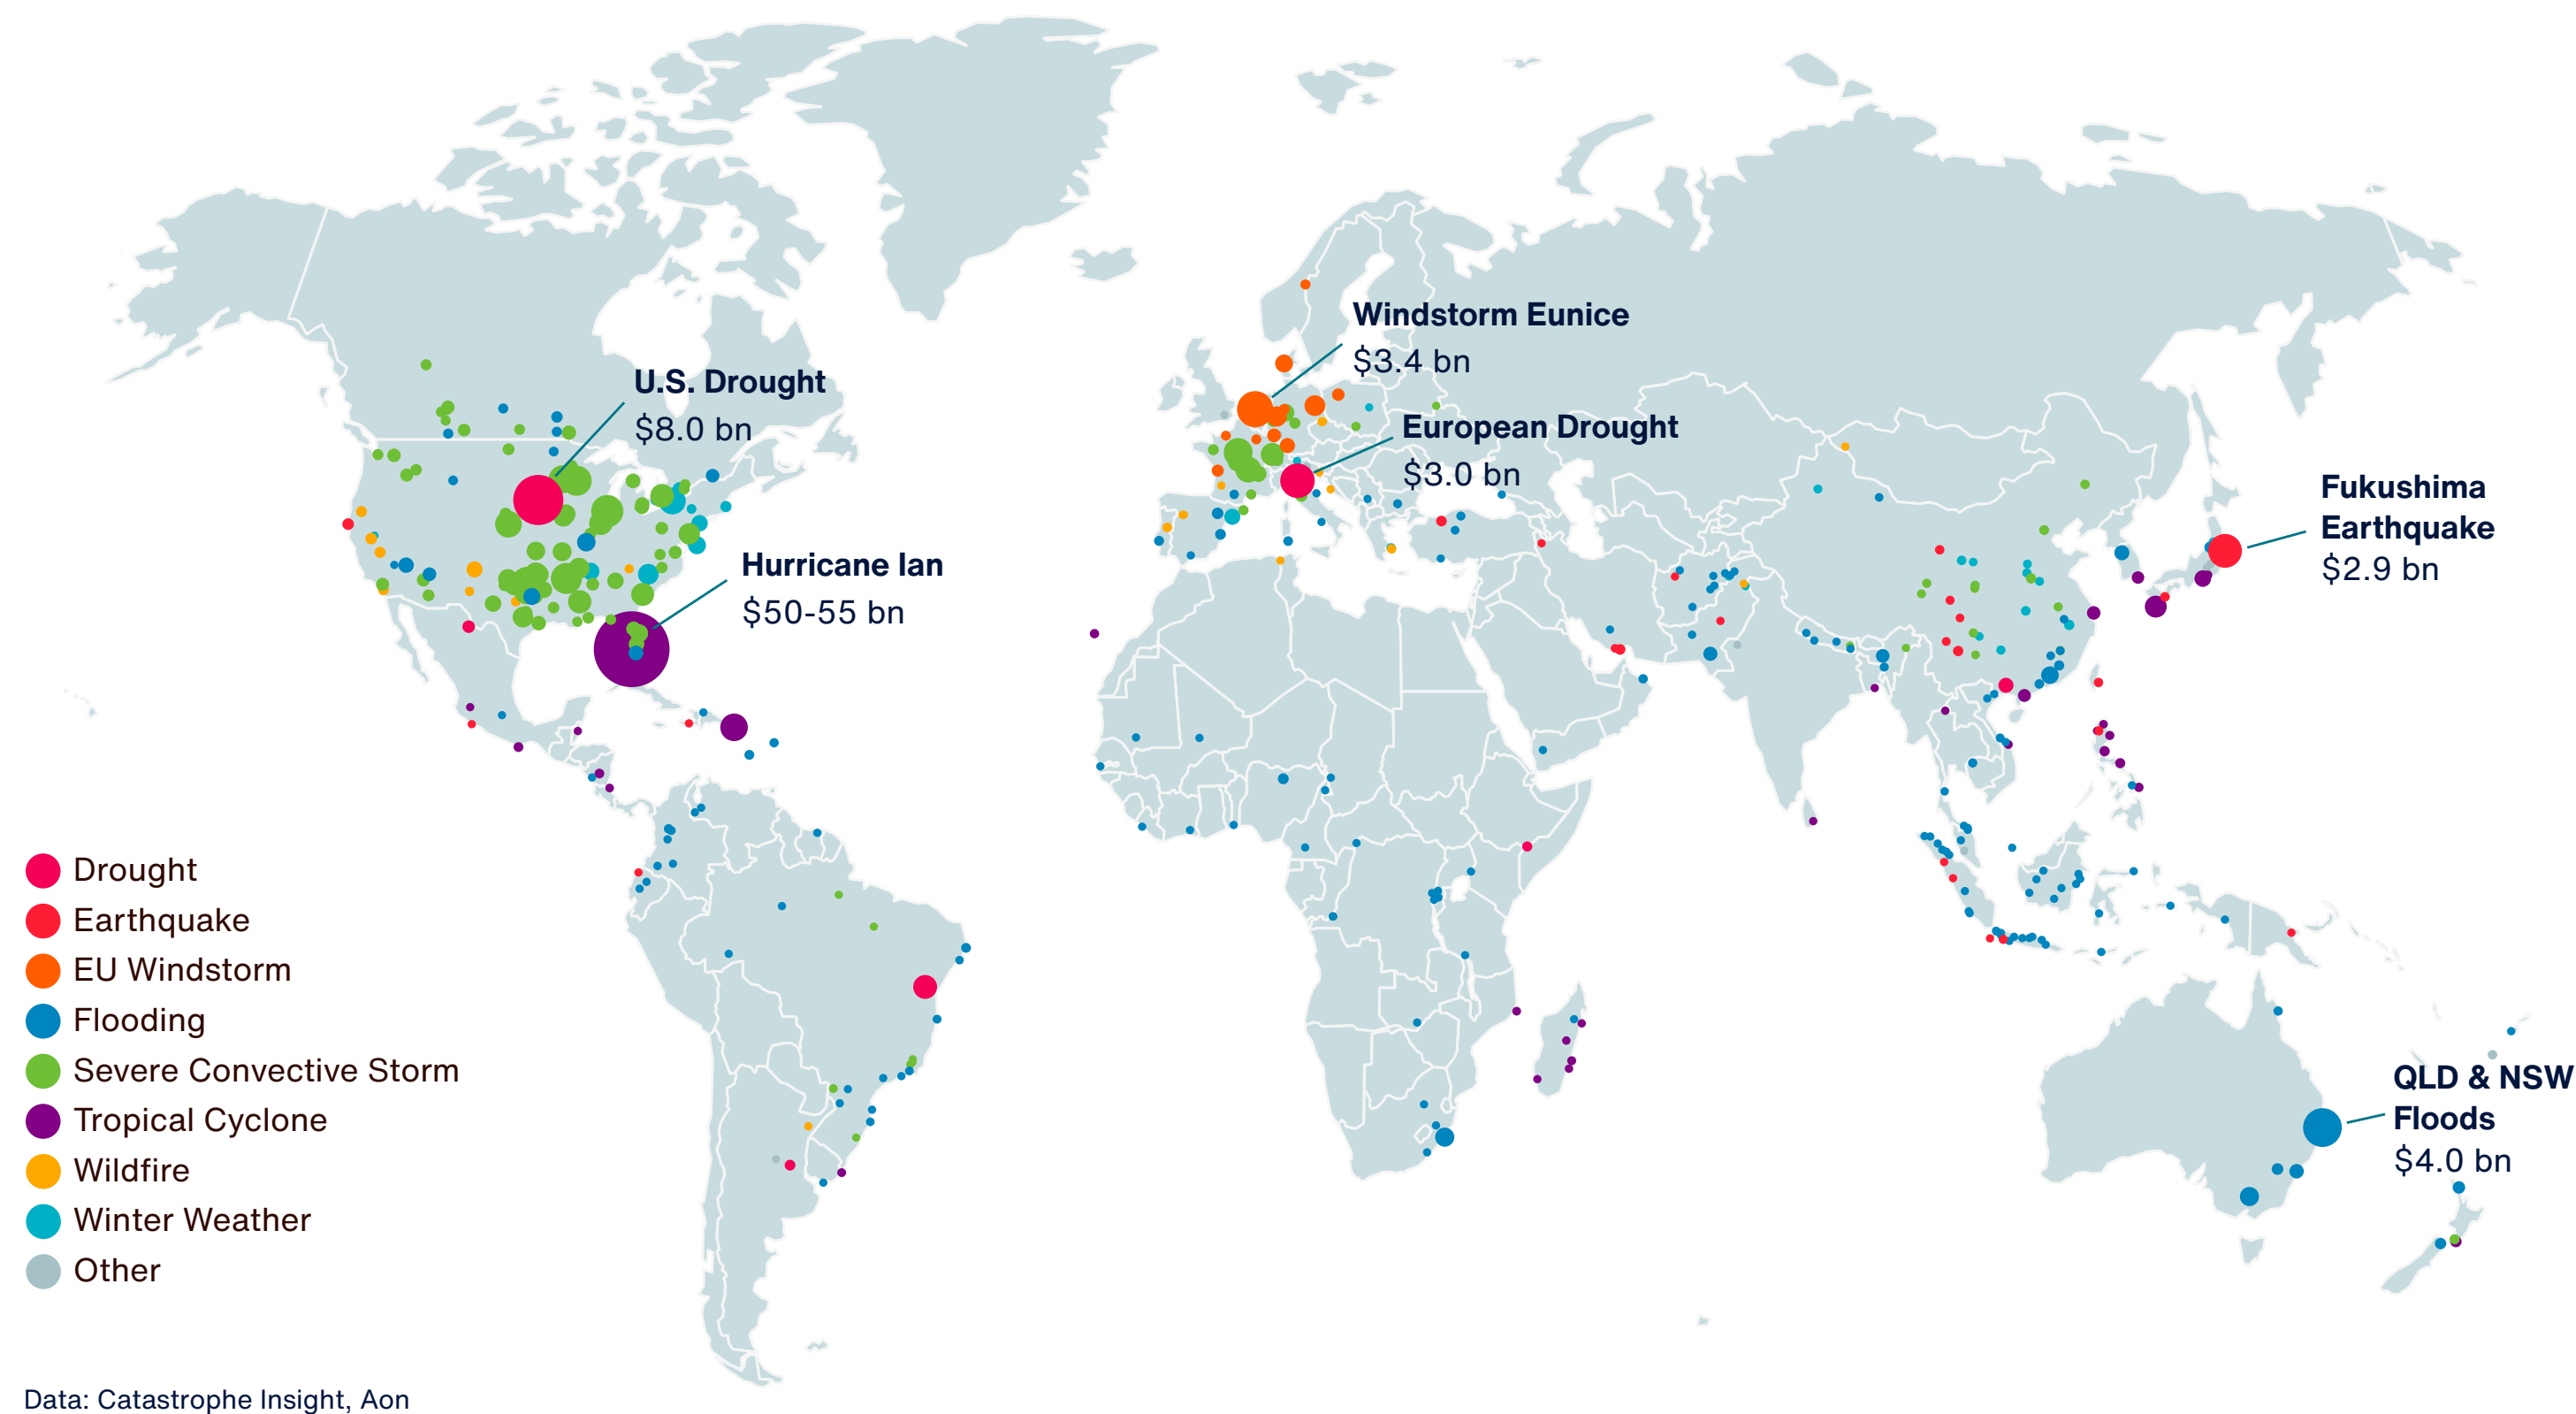 Windstorm Eunice
$3.4 bn
U.S. Drought
$8.0 bn
European Drought
$3.0 bn
Fukushima
Earthquake
$2.9 bn
Hurricane Ian
$50-55 bn
Drought
Earthquake
EU Windstorm
Flooding
Severe Convective Storm
Tropical Cyclone
Wildfire
Winter Weather
Other
QLD & NSW
Floods
$4.0 bn
Data: Catastrophe Insight, Aon